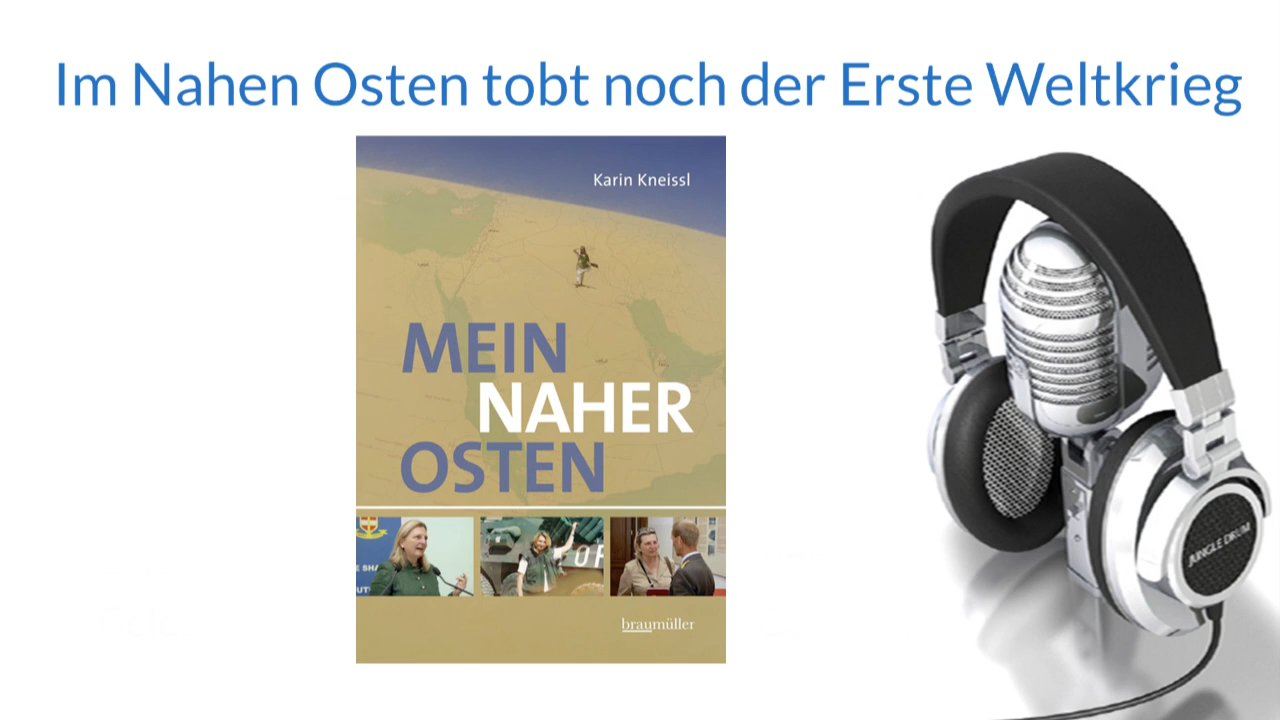 Im Nahen Osten tobt noch der Erste Weltkrieg
Karin Kneissl
MEIN
NAHER
OSTEN
braumüller
JUNGLE DRUM